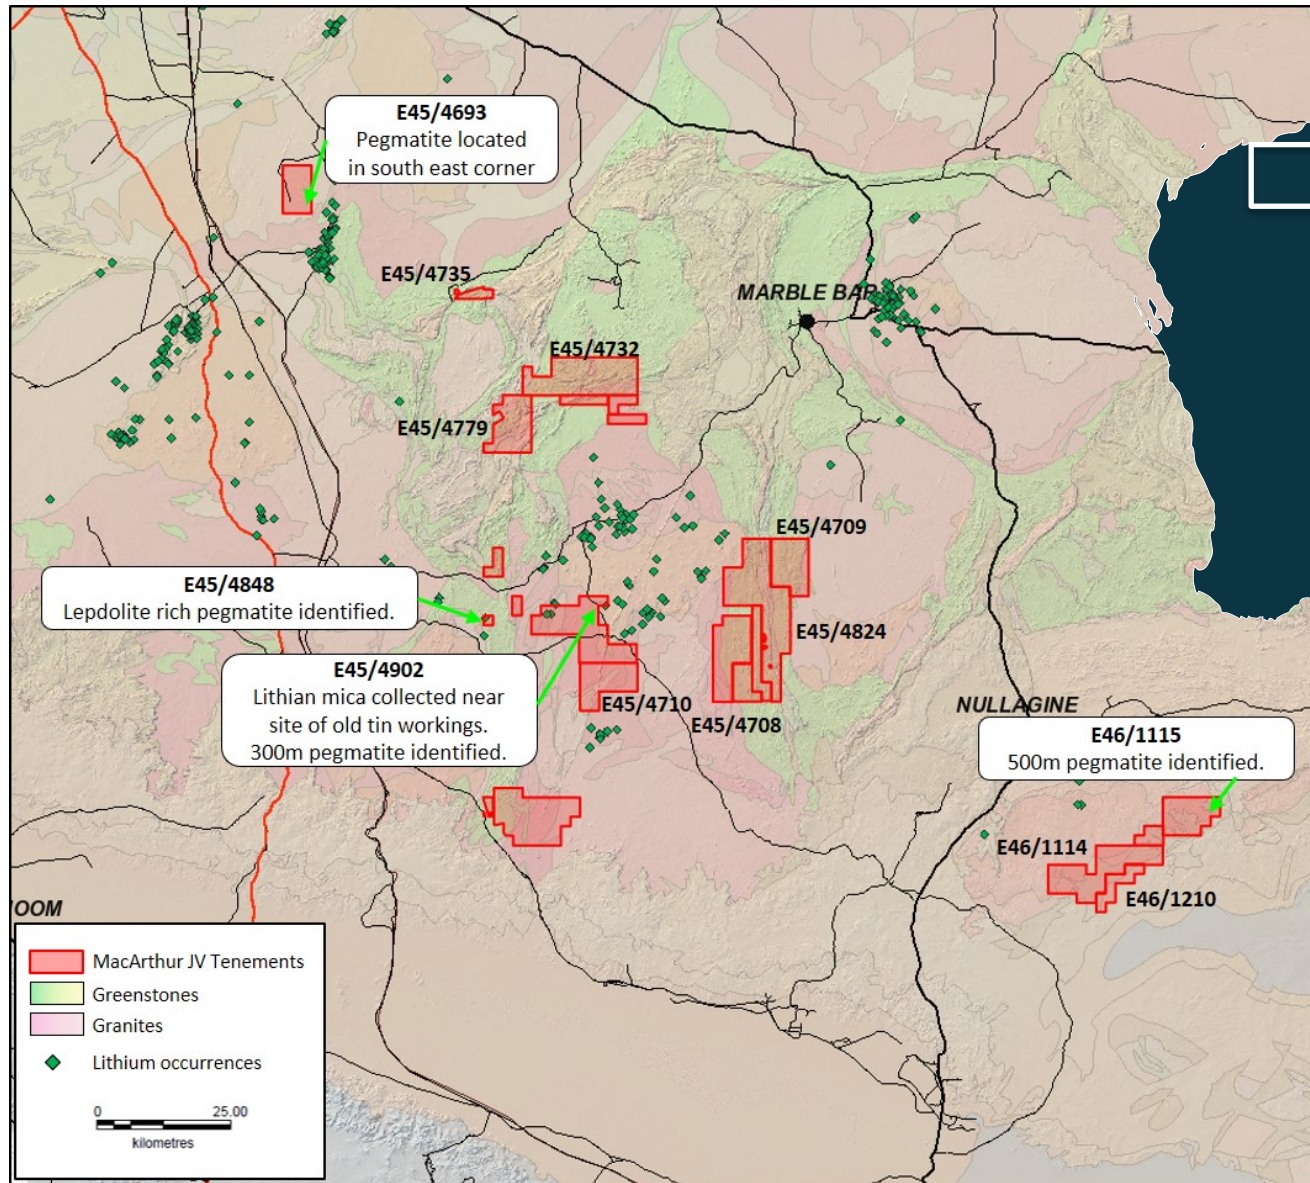 E45/4693
Pegmatite located
in south east corner
E45/4735
MARBLE BAR
E45/4732
E45/4779
E45/4709
E45/4848
Lepdolite rich pegmatite identified.
E45/4824
E45/4902
Lithian mica collected near
site of old tin workings.
300m pegmatite identified.
E45/4710
E45/4708
NULLAGINE
E46/1115
500m pegmatite identified.
E46/1114
E46/1210
OOM
MacArthur JV Tenements
Greenstones
Granites
Lithium occurrences
0 25.00
kilometres